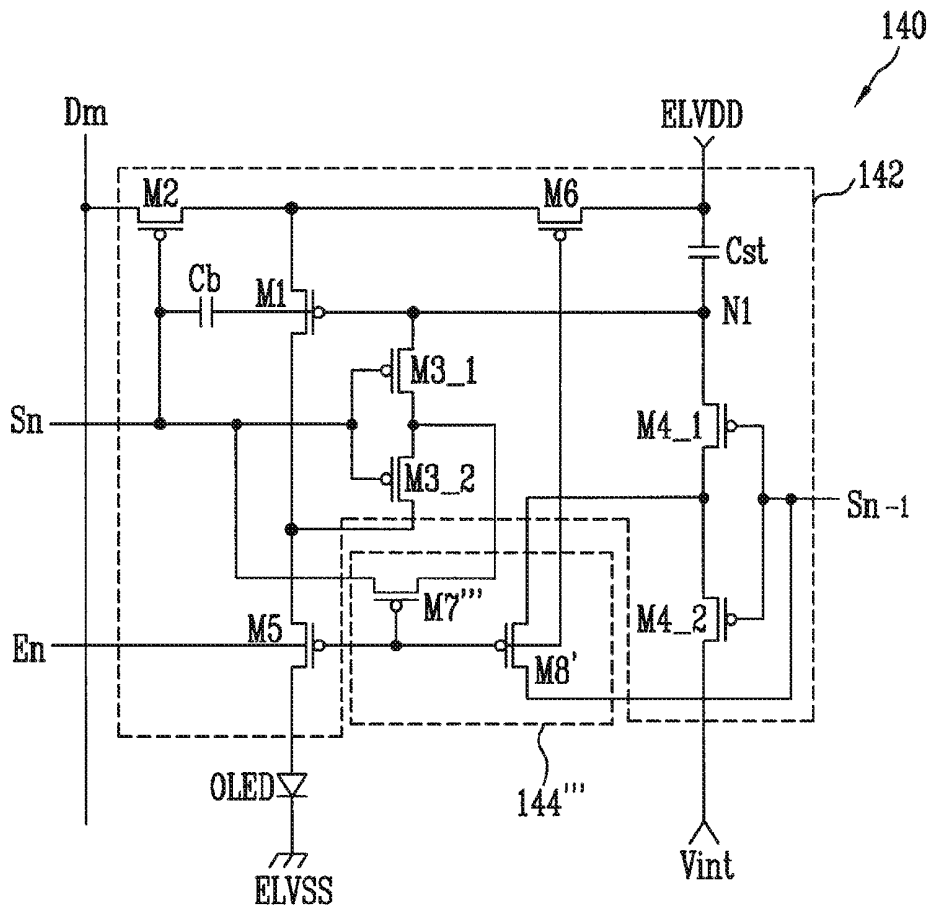 140
Dm
ELVDD
142
M2
M6
Cst
Cb
M1
N1
M3_1
Sn
M4_1
M3_2
Sn-1
M7'''
M4_2
M5
En
M8'
OLED
144'''
Vint
ELVSS